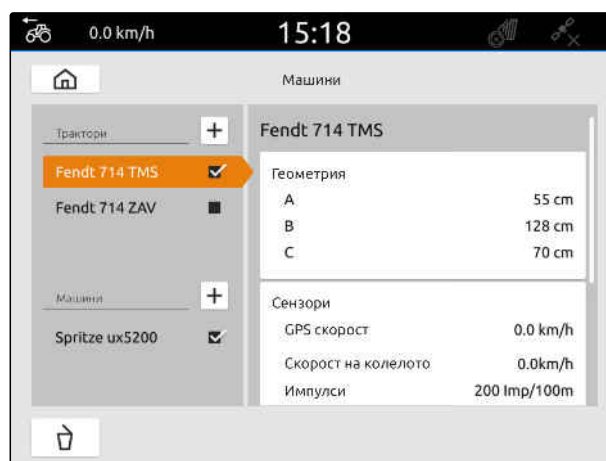 0.0 km/h 15:18
Машини
Трактори
Fendt 714 TMS
Fendt 714 ZAV
Машини
Spritze ux5200
Fendt 714 TMS
Геометрия
A 55 cm
B 128 cm
C 70 cm
Сензори
GPS скорост 0.0 km/h
Скорост на колелото 0.0km/h
Импулси 200 Imp/100m